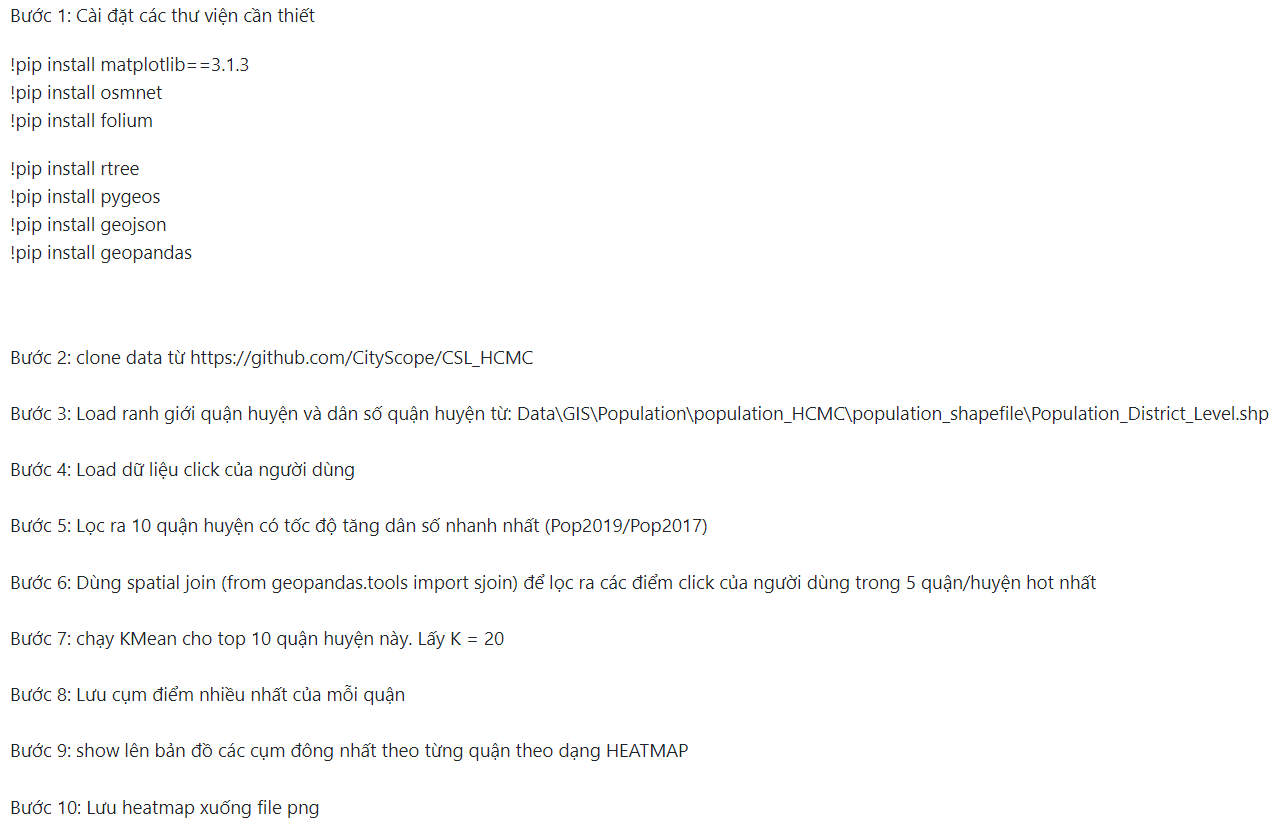 Bước 1: Cài đặt các thư viện cần thiết
!pip install matplotlib==3.1.3
!pip install osmnet
!pip install folium
!pip install rtree
!pip install pygeos
!pip install geojson
!pip install geopandas
Bước 2: clone data từ https://github.com/CityScope/CSL_HCMC
Bước 3: Load ranh giới quận huyện và dân số quận huyện từ: Data\GIS\Population\population_HCMC\population_shapefile\Population_District_Level.shp
Bước 4: Load dữ liệu click của người dùng
Bước 5: Lọc ra 10 quận huyện có tốc độ tăng dân số nhanh nhất (Pop2019/Pop2017)
Bước 6: Dùng spatial join (from geopandas.tools import sjoin) để lọc ra các điểm click của người dùng trong 5 quận/huyện hot nhất
Bước 7: chạy KMean cho top 10 quận huyện này. Lấy K = 20
Bước 8: Lưu cụm điểm nhiều nhất của mỗi quận
Bước 9: show lên bản đồ các cụm đông nhất theo từng quận theo dạng HEATMAP
Bước 10: Lưu heatmap xuống file png